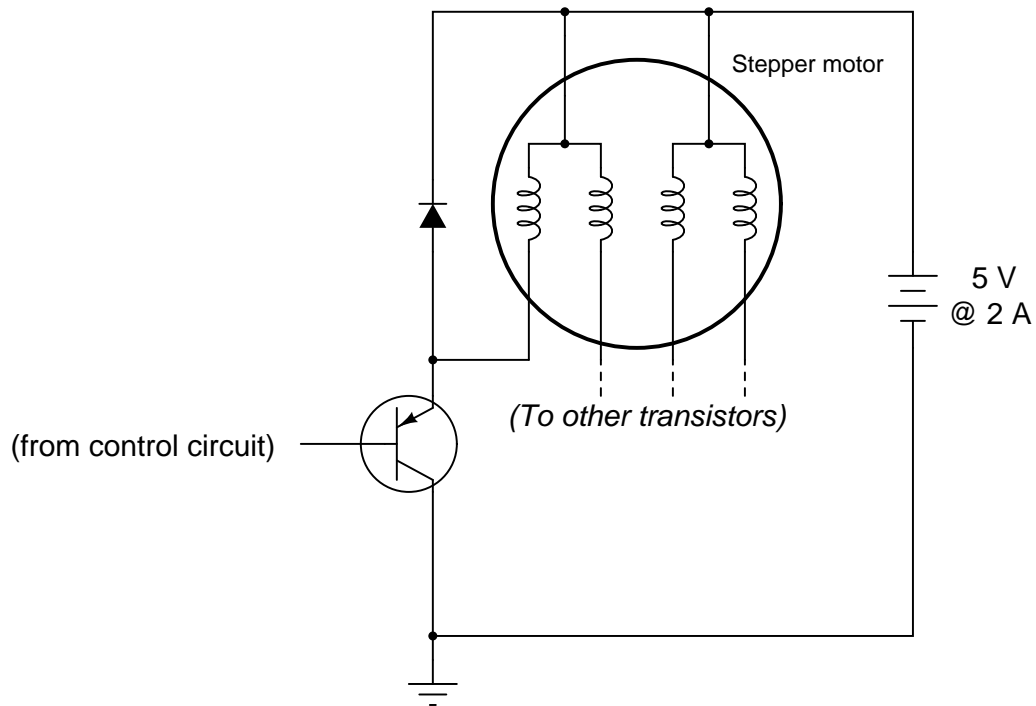 Stepper motor
5 V
@ 2 A
(To other transistors)
(from control circuit)